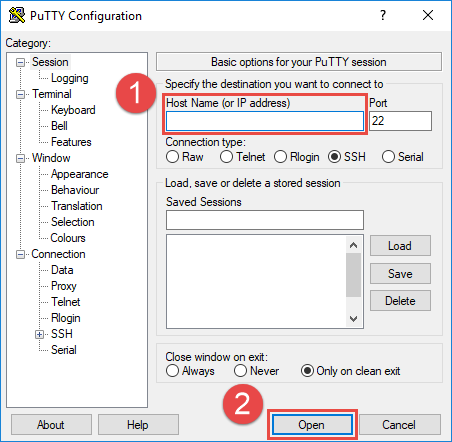 PuTTY Configuration
? ×
Category:
Session
Logging
Terminal
Keyboard
Bell
Features
Window
Appearance
Behaviour
Translation
Selection
Colours
Connection
Data
Proxy
Telnet
Rlogin
SSH
Serial
Basic options for your PuTTY session
Specify the destination you want to connect to
1
Host Name (or IP address) Port
22
Connection type:
Raw Telnet Rlogin SSH Serial
Load, save or delete a stored session
Saved Sessions
Load
Save
Delete
Close window on exit:
Always Never Only on clean exit
2
About Help Open Cancel